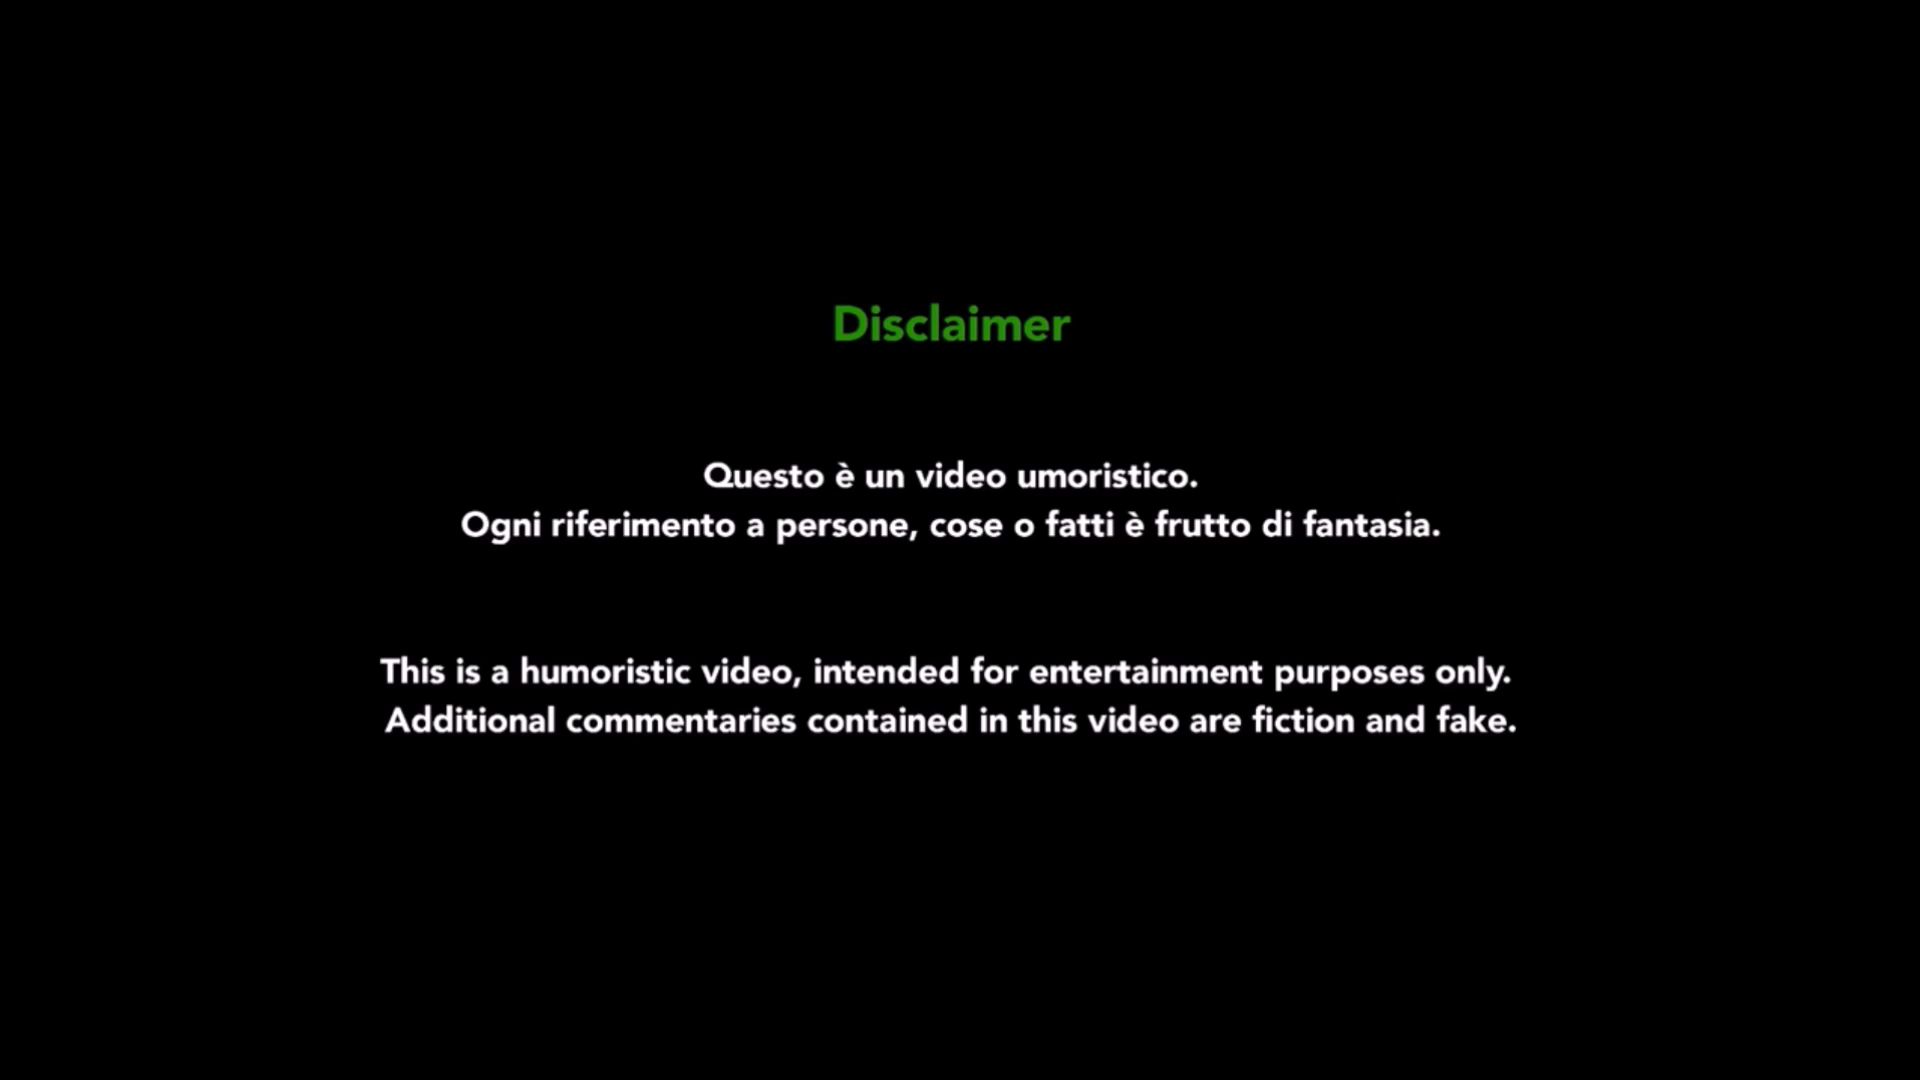 Disclaimer
Questo è un video umoristico.
Ogni riferimento a persone, cose o fatti è frutto di fantasia.
This is a humoristic video, intended for entertainment purposes only.
Additional commentaries contained in this video are fiction and fake.